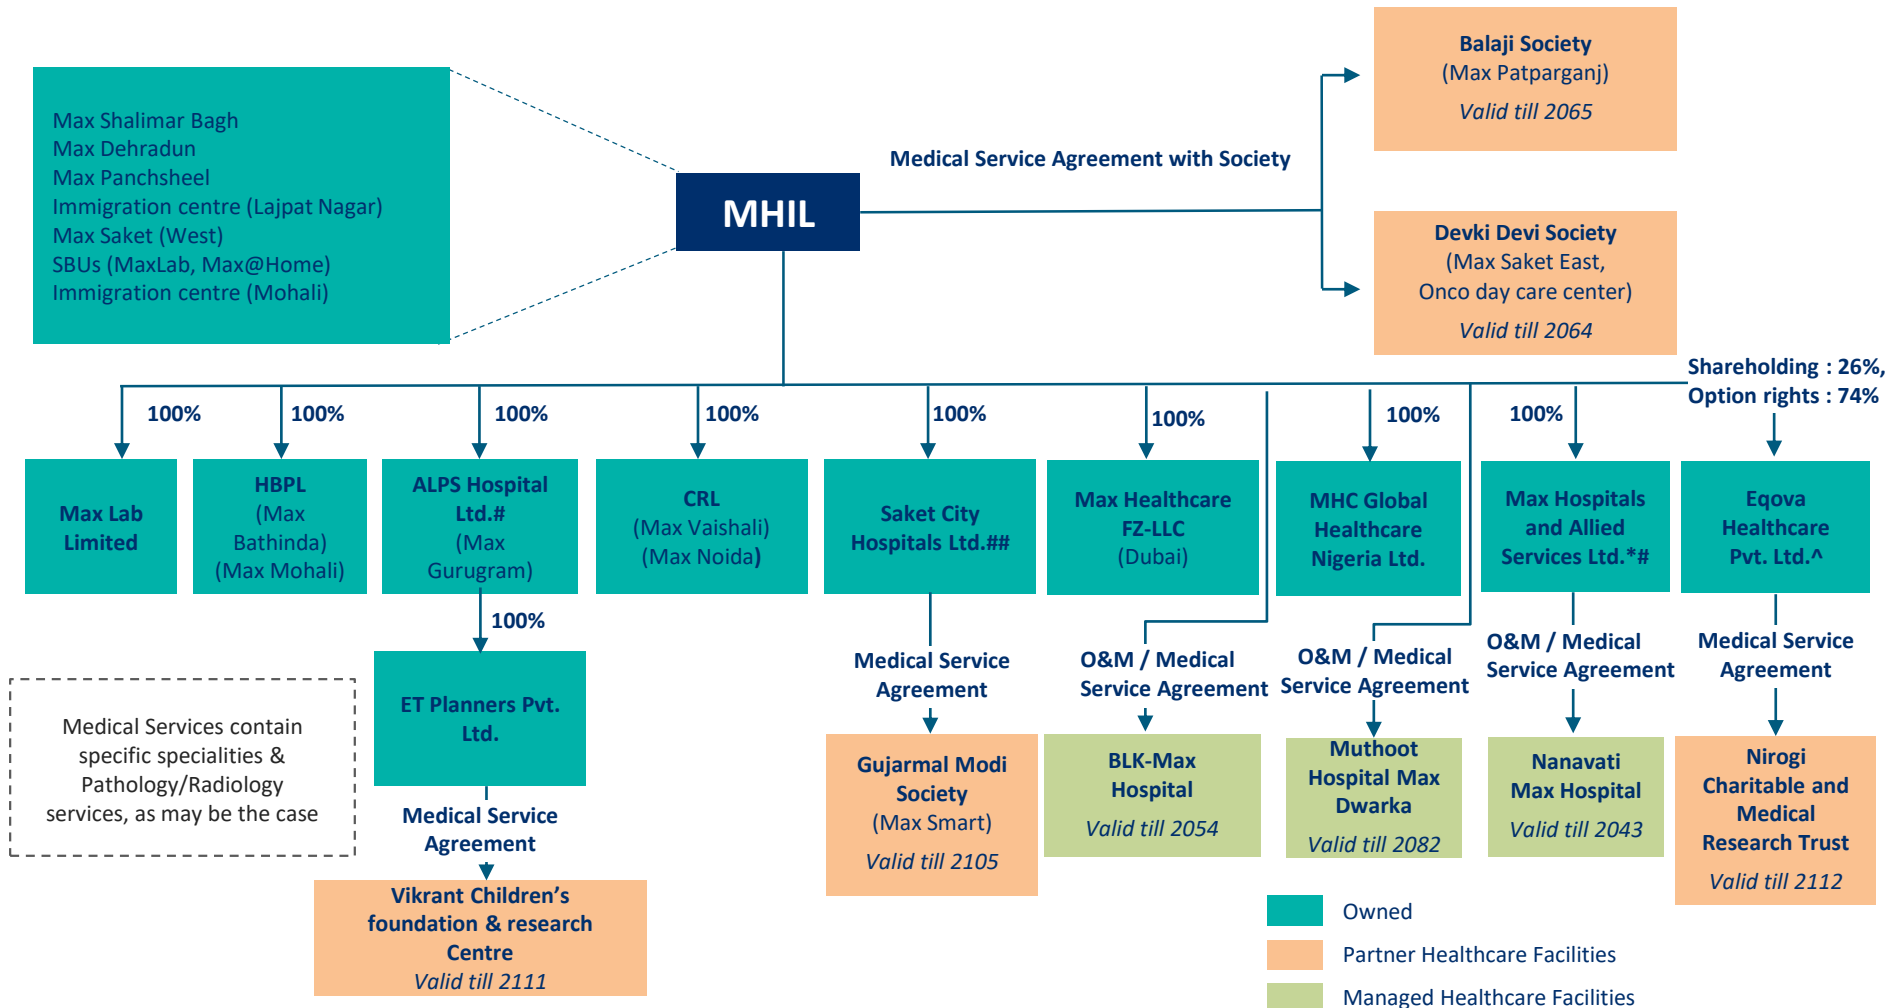 Balaji Society
(Max Patparganj)
Valid till 2065
Max Shalimar Bagh
Max Dehradun
Max Panchsheel
Immigration centre (Lajpat Nagar)
Max Saket (West)
SBUs (MaxLab, Max@Home)
Immigration centre (Mohali)
MHIL
Medical Service Agreement with Society
Devki Devi Society
(Max Saket East,
Onco day care center)
Valid till 2064
Shareholding : 26%,
Option rights : 74%
100%
100%
100%
100%
100%
100%
100%
100%
Max Lab
Limited
HBPL
(Max
Bathinda)
(Max Mohali)
ALPS Hospital
Ltd.#
(Max
Gurugram)
CRL
(Max Vaishali)
(Max Noida)
Saket City
Hospitals Ltd.##
Max Healthcare
FZ-LLC
(Dubai)
MHC Global
Healthcare
Nigeria Ltd.
Max Hospitals
and Allied
Services Ltd.*#
Eqova
Healthcare
Pvt. Ltd.^
100%
Medical Service
Agreement
O&M / Medical
Service Agreement
O&M / Medical
Service Agreement
O&M / Medical
Service Agreement
Medical Service
Agreement
Medical Services contain
specific specialities &
Pathology/Radiology
services, as may be the case
ET Planners Pvt.
Ltd.
Medical Service
Agreement
Vikrant Children's
foundation & research
Centre
Valid till 2111
Gujarmal Modi
Society
(Max Smart)
Valid till 2105
BLK-Max
Hospital
Valid till 2054
Muthoot
Hospital Max
Dwarka
Valid till 2082
Nanavati
Max Hospital
Valid till 2043
Nirogi
Charitable and
Medical
Research Trust
Valid till 2112
Owned
Partner Healthcare Facilities
Managed Healthcare Facilities